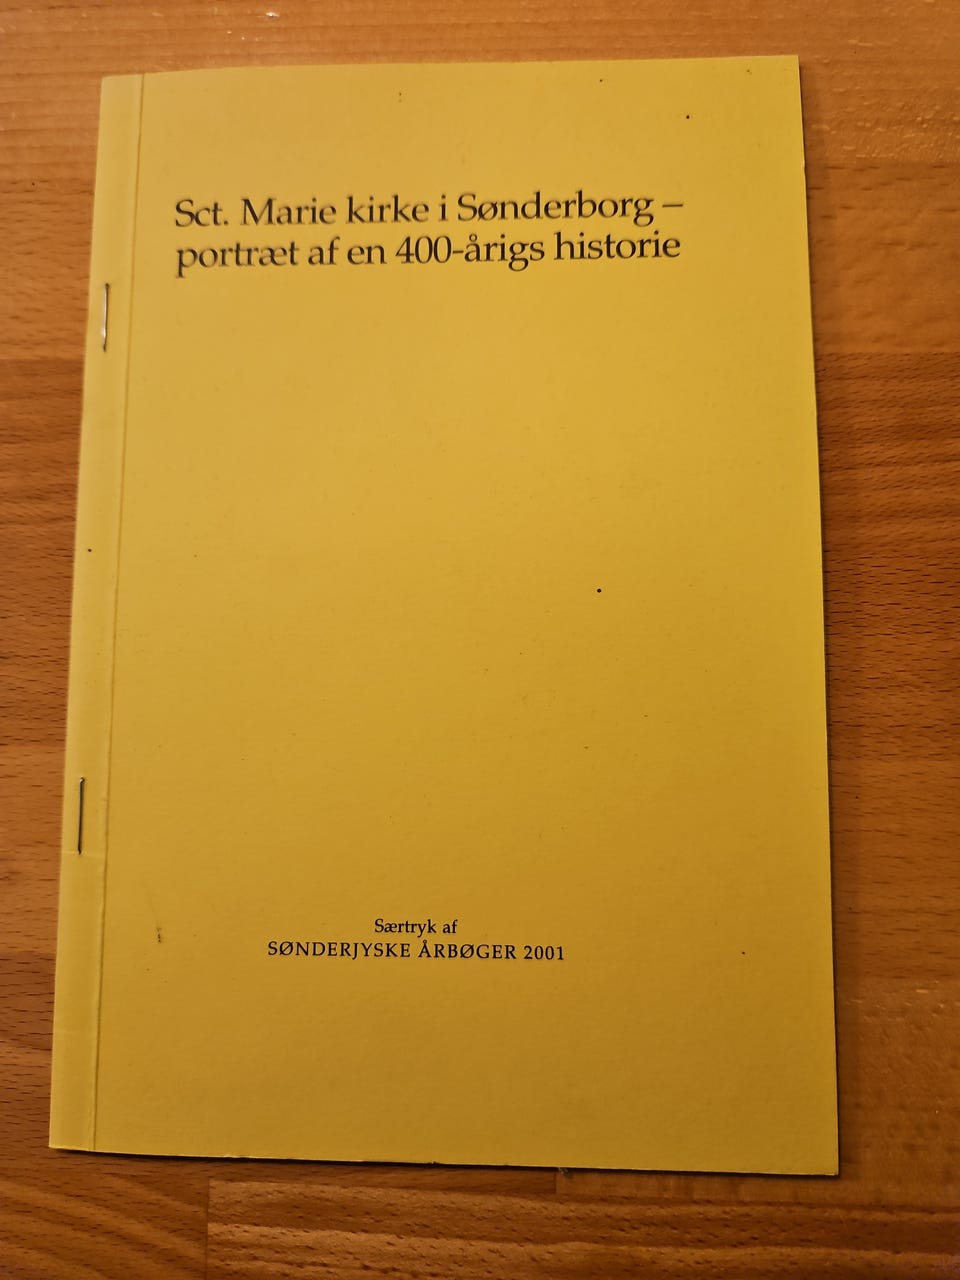 Sct. Marie kirke i Sønderborg –
portræt af en 400-årigs historie
Særtryk af
SØNDERJYSKE ÅRBØGER 2001